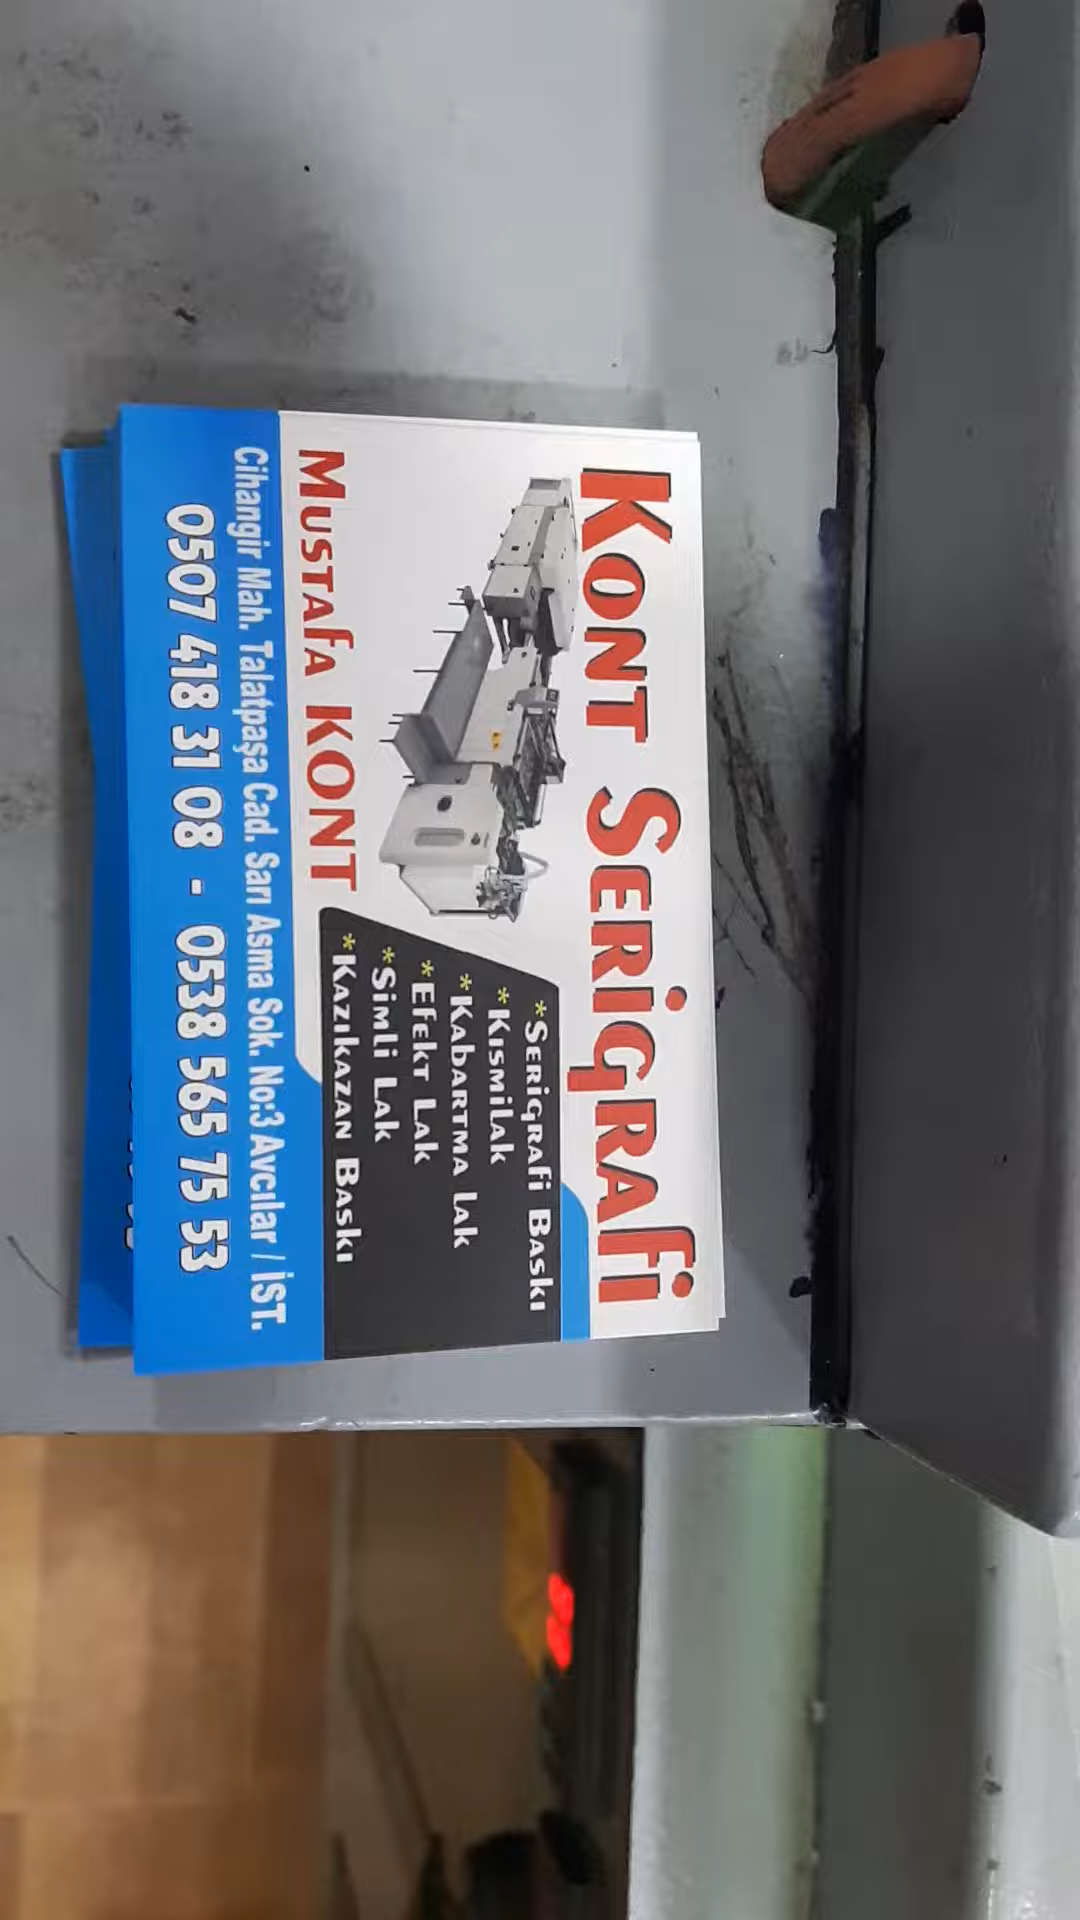 Kont Serigrafi
*Serigrafi Baskı
*KısmiLak
*Kabartma Lak
*Efekt Lak
*Simli Lak
*Kazıkazan Baskı
Mustafa KONT
Cihangir Mah. Talatpaşa Cad. Sarı Asma Sok. No:3 Avcılar / İST.
0507 418 31 08 - 0538 565 75 53